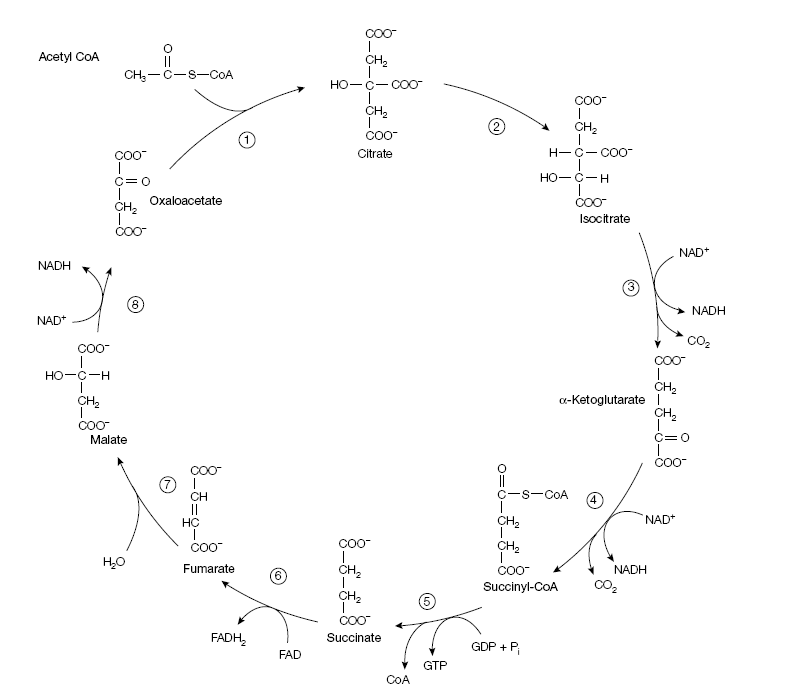 Acetyl CoA
O
CH₃—C—S—CoA
①
COO⁻
CH₂
HO—C—COO⁻
CH₂
COO⁻
Citrate
②
COO⁻
CH₂
H—C—COO⁻
HO—C—H
COO⁻
Isocitrate
③
NAD⁺
NADH
CO₂
COO⁻
CH₂
CH₂
C=O
COO⁻
α-Ketoglutarate
④
NAD⁺
NADH
CO₂
O
C—S—CoA
CH₂
CH₂
COO⁻
Succinyl-CoA
⑤
GDP + Pᵢ
GTP
CoA
COO⁻
CH₂
CH₂
COO⁻
Succinate
⑥
FAD
FADH₂
COO⁻
CH
HC
COO⁻
Fumarate
⑦
H₂O
COO⁻
HO—C—H
CH₂
COO⁻
Malate
⑧
NAD⁺
NADH
COO⁻
C=O
CH₂
COO⁻
Oxaloacetate